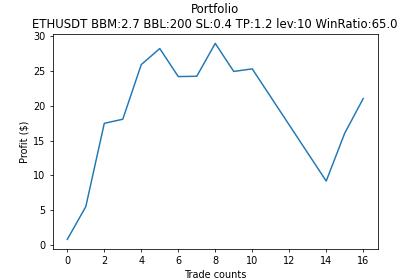 Portfolio
ETHUSDT BBM:2.7 BBL:200 SL:0.4 TP:1.2 lev:10 WinRatio:65.0
30
25
20
15
10
5
0
Profit ($)
0 2 4 6 8 10 12 14 16
Trade counts